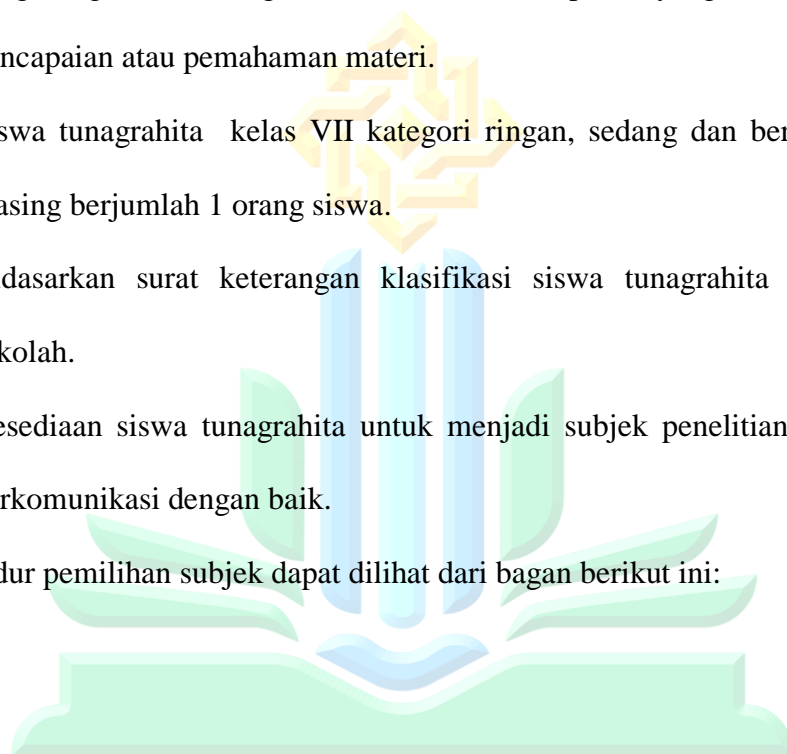 ncapaian atau pemahaman materi.
swa tunagrahita kelas VII kategori ringan, sedang dan ber
asing berjumlah 1 orang siswa.
dasarkan surat keterangan klasifikasi siswa tunagrahita
kolah.
esediaan siswa tunagrahita untuk menjadi subjek penelitian
rkomunikasi dengan baik.
dur pemilihan subjek dapat dilihat dari bagan berikut ini: